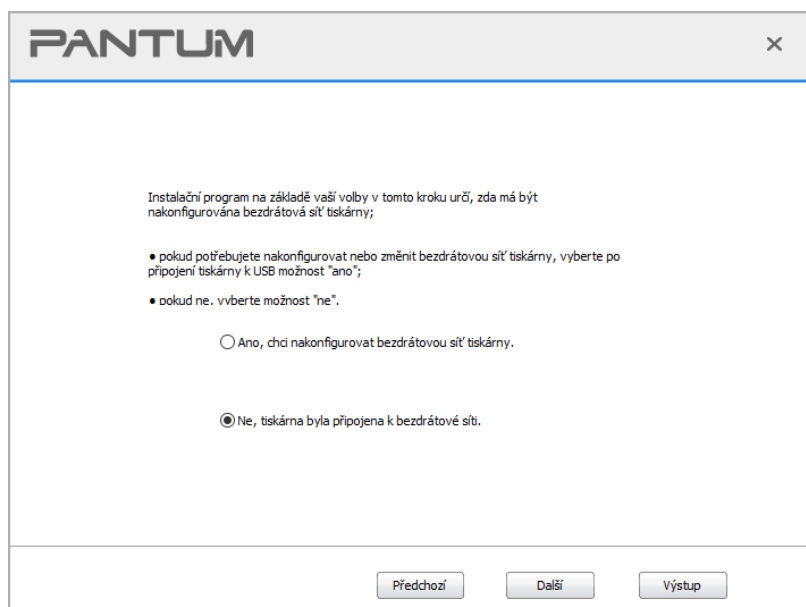 PANTUM
Instalační program na základě vaší volby v tomto kroku určí, zda má být
nakonfigurována bezdrátová síť tiskárny;
● pokud potřebujete nakonfigurovat nebo změnit bezdrátovou síť tiskárny, vyberte po
připojení tiskárny k USB možnost "ano";
● pokud ne, vyberte možnost "ne".
Ano, chci nakonfigurovat bezdrátovou síť tiskárny.
Ne, tiskárna byla připojena k bezdrátové síti.
Předchozí
Další
Výstup